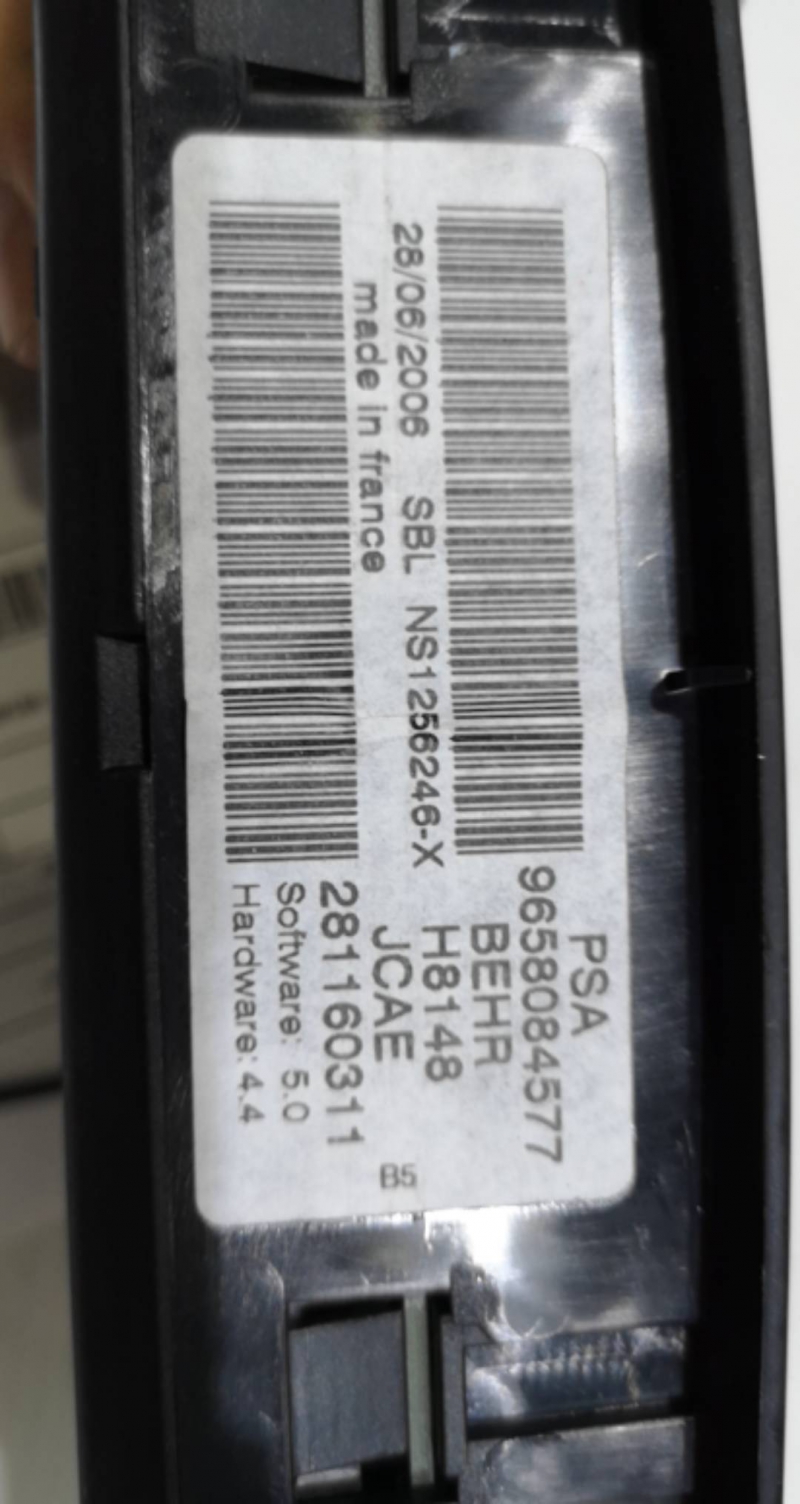 PSA
9658084577
BEHR
H8148
28/06/2006 SBL NS1256246-X
JCAE
made in france
2811160311
Software: 5.0
Hardware: 4.4
B5